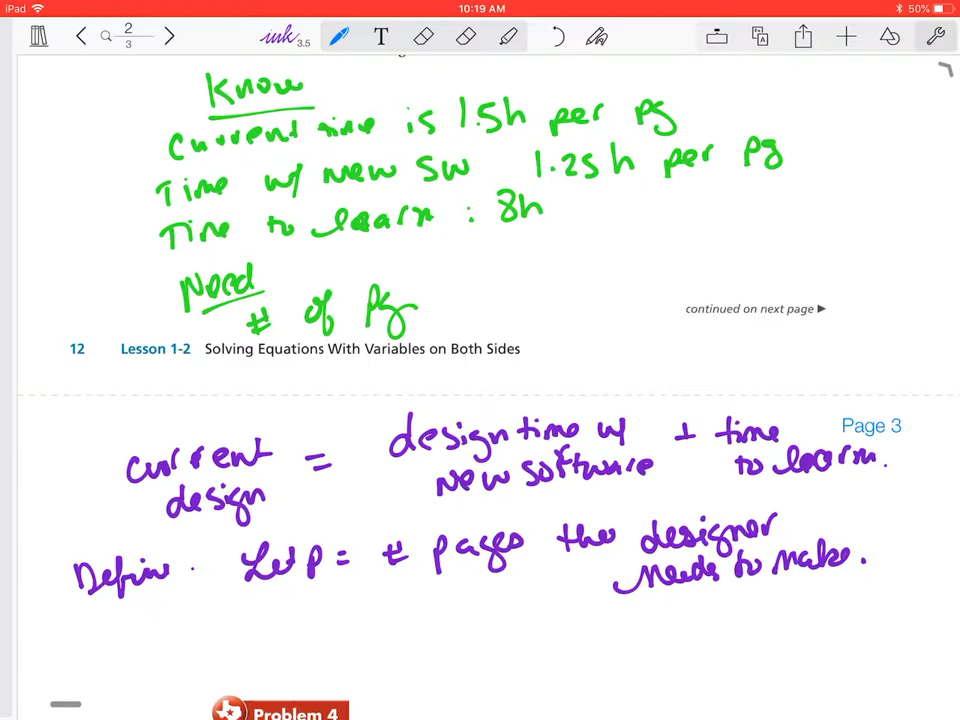 iPad 10:19 AM 50%
2
3
ink 3.5 T
Know
Current time is 1.5h per pg
Time w/ new SW 1.25h per pg
Time to learn : 8h
Need
# of pg
continued on next page ►
12 Lesson 1-2 Solving Equations With Variables on Both Sides
Page 3
current design = design time w/ new software + time to learn.
Define. Let p = # pages the designer needs to make.
Problem 4